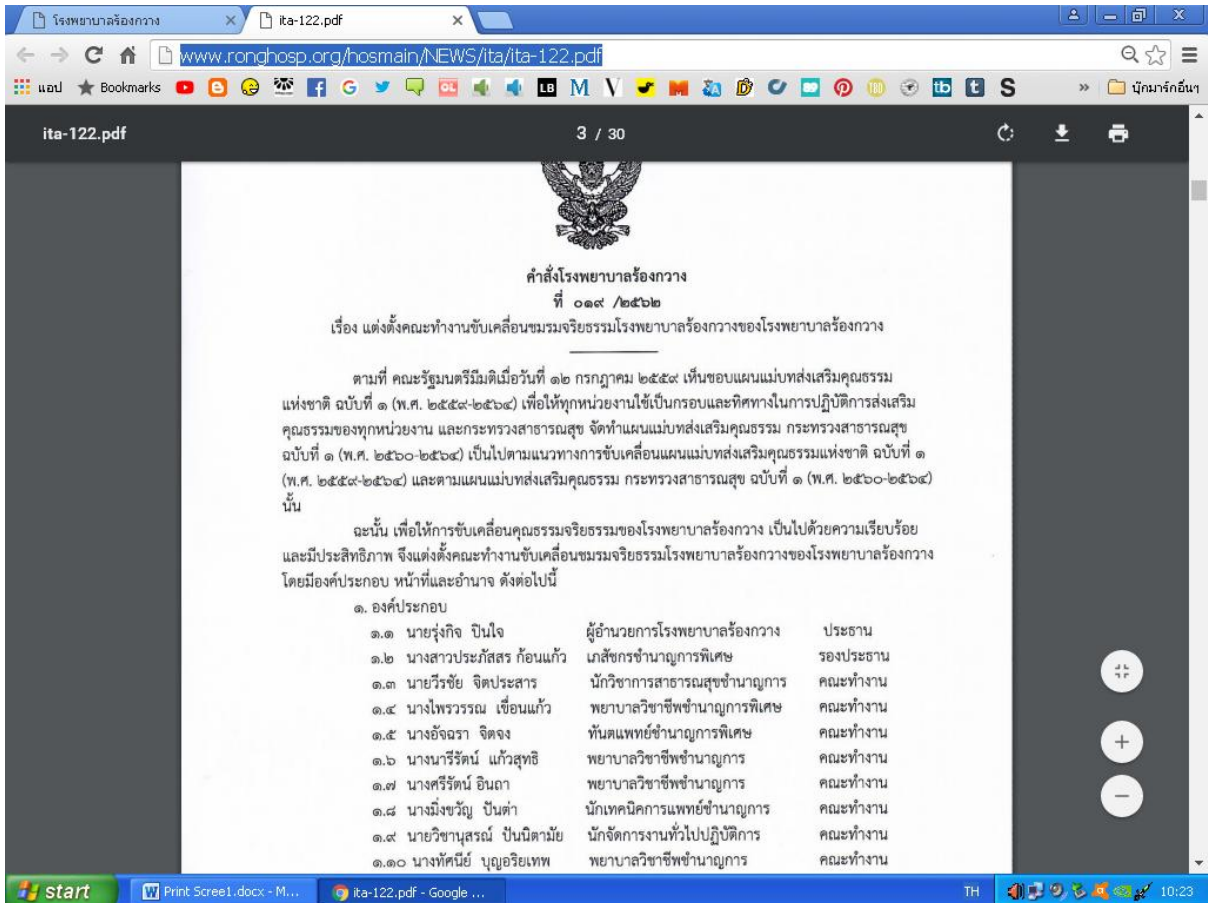 โรงพยาบาลร้องกวาง
ita-122.pdf
www.ronghosp.org/hosmain/NEWS/ita/ita-122.pdf
แอป Bookmarks บุ๊กมาร์กอื่นๆ
ita-122.pdf 3 / 30
คำสั่งโรงพยาบาลร้องกวาง
ที่ ๐๑๙ /๒๕๖๒
เรื่อง แต่งตั้งคณะทำงานขับเคลื่อนชมรมจริยธรรมโรงพยาบาลร้องกวางของโรงพยาบาลร้องกวาง
ตามที่ คณะรัฐมนตรีมีมติเมื่อวันที่ ๑๒ กรกฎาคม ๒๕๕๙ เห็นชอบแผนแม่บทส่งเสริมคุณธรรม
แห่งชาติ ฉบับที่ ๑ (พ.ศ. ๒๕๕๙-๒๕๖๔) เพื่อให้ทุกหน่วยงานใช้เป็นกรอบและทิศทางในการปฏิบัติการส่งเสริม
คุณธรรมของทุกหน่วยงาน และกระทรวงสาธารณสุข จัดทำแผนแม่บทส่งเสริมคุณธรรม กระทรวงสาธารณสุข
ฉบับที่ ๑ (พ.ศ. ๒๕๖๐-๒๕๖๔) เป็นไปตามแนวทางการขับเคลื่อนแผนแม่บทส่งเสริมคุณธรรมแห่งชาติ ฉบับที่ ๑
(พ.ศ. ๒๕๕๙-๒๕๖๔) และตามแผนแม่บทส่งเสริมคุณธรรม กระทรวงสาธารณสุข ฉบับที่ ๑ (พ.ศ. ๒๕๖๐-๒๕๖๔)
นั้น
ฉะนั้น เพื่อให้การขับเคลื่อนคุณธรรมจริยธรรมของโรงพยาบาลร้องกวาง เป็นไปด้วยความเรียบร้อย
และมีประสิทธิภาพ จึงแต่งตั้งคณะทำงานขับเคลื่อนชมรมจริยธรรมโรงพยาบาลร้องกวางของโรงพยาบาลร้องกวาง
โดยมีองค์ประกอบ หน้าที่และอำนาจ ดังต่อไปนี้
๑. องค์ประกอบ
๑.๑ นายรุ่งกิจ ปินใจ ผู้อำนวยการโรงพยาบาลร้องกวาง ประธาน
๑.๒ นางสาวประภัสสร ก้อนแก้ว เภสัชกรชำนาญการพิเศษ รองประธาน
๑.๓ นายวีรชัย จิตประสาร นักวิชาการสาธารณสุขชำนาญการ คณะทำงาน
๑.๔ นางไพรวรรณ เขื่อนแก้ว พยาบาลวิชาชีพชำนาญการพิเศษ คณะทำงาน
๑.๕ นางอัจฉรา จิตจง ทันตแพทย์ชำนาญการพิเศษ คณะทำงาน
๑.๖ นางนารีรัตน์ แก้วสุทธิ พยาบาลวิชาชีพชำนาญการ คณะทำงาน
๑.๗ นางศรีรัตน์ อินถา พยาบาลวิชาชีพชำนาญการ คณะทำงาน
๑.๘ นางมิ่งขวัญ ปันต่า นักเทคนิคการแพทย์ชำนาญการ คณะทำงาน
๑.๙ นายวิชานุสรณ์ ปันนิตามัย นักจัดการงานทั่วไปปฏิบัติการ คณะทำงาน
๑.๑๐ นางทัศนีย์ บุญอริยเทพ พยาบาลวิชาชีพชำนาญการ คณะทำงาน
start Print Scree1.docx - M... ita-122.pdf - Google ... TH 10:23